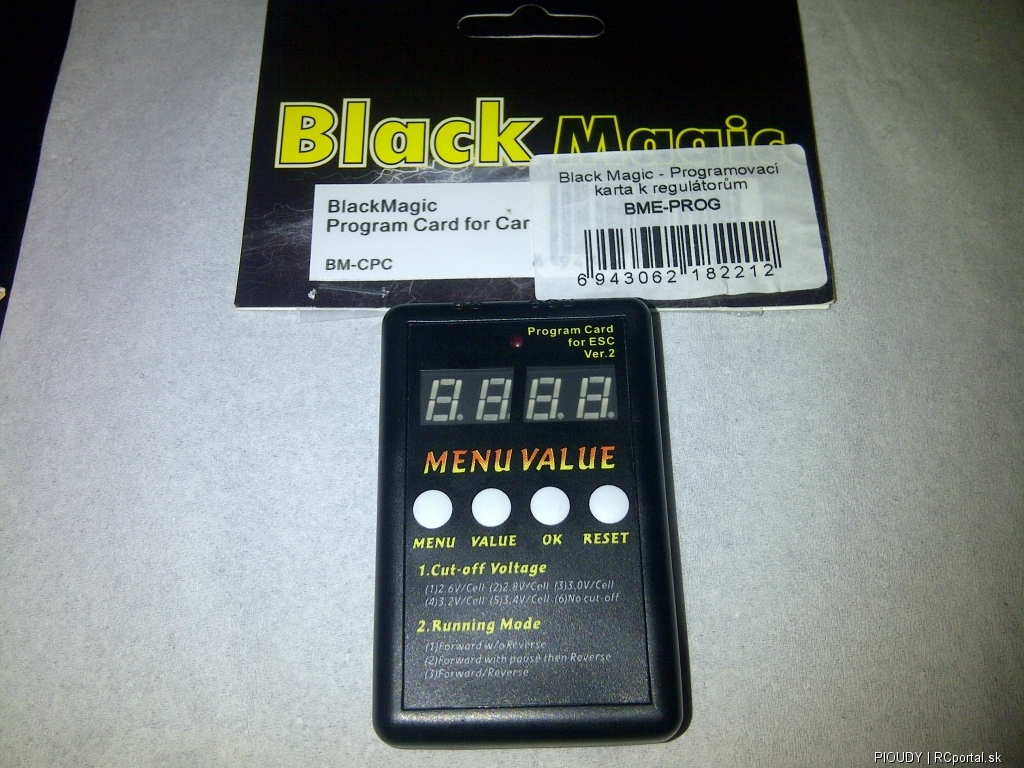 Black Magic
BlackMagic
Program Card for Car
BM-CPC
Black Magic - Programovací
karta k regulátorům
BME-PROG
6 943062 182212
Program Card
for ESC
Ver.2
8.8. 8.8.
MENU VALUE
MENU VALUE OK RESET
1.Cut-off Voltage
(1)2.6V/Cell (2)2.8V/Cell (3)3.0V/Cell
(4)3.2V/Cell (5)3.4V/Cell (6)No cut-off
2.Running Mode
(1)Forward w/o Reverse
(2)Forward with pause then Reverse
(3)Forward/Reverse
PIOUDY | RCportal.sk